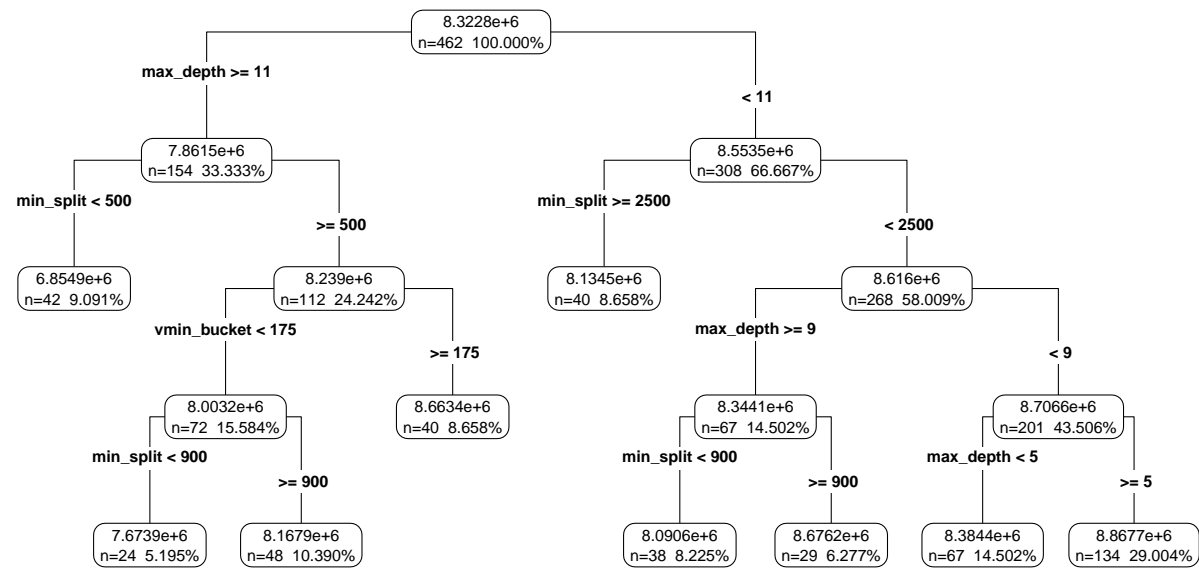 8.3228e+6
n=462 100.000%
max_depth >= 11
< 11
7.8615e+6
n=154 33.333%
8.5535e+6
n=308 66.667%
min_split < 500
>= 500
min_split >= 2500
< 2500
6.8549e+6
n=42 9.091%
8.239e+6
n=112 24.242%
8.1345e+6
n=40 8.658%
8.616e+6
n=268 58.009%
vmin_bucket < 175
>= 175
max_depth >= 9
< 9
8.0032e+6
n=72 15.584%
8.6634e+6
n=40 8.658%
8.3441e+6
n=67 14.502%
8.7066e+6
n=201 43.506%
min_split < 900
>= 900
min_split < 900
>= 900
max_depth < 5
>= 5
7.6739e+6
n=24 5.195%
8.1679e+6
n=48 10.390%
8.0906e+6
n=38 8.225%
8.6762e+6
n=29 6.277%
8.3844e+6
n=67 14.502%
8.8677e+6
n=134 29.004%